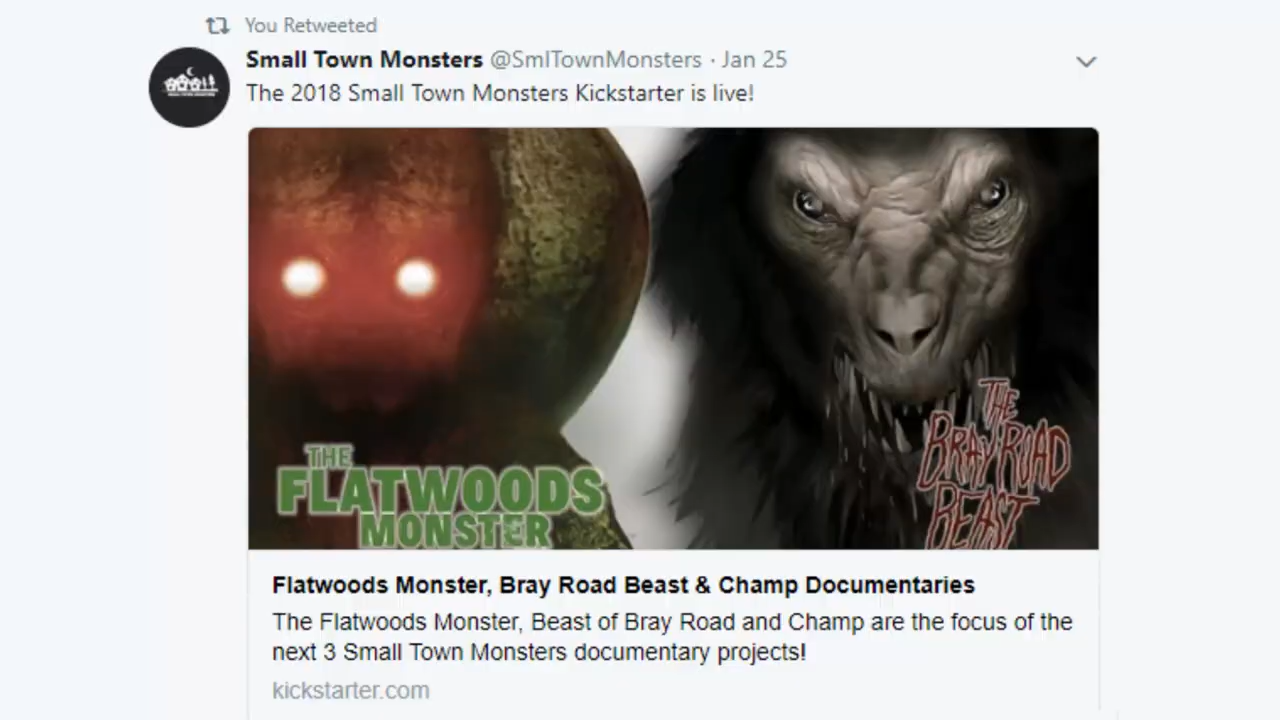 You Retweeted
Small Town Monsters @SmlTownMonsters · Jan 25
The 2018 Small Town Monsters Kickstarter is live!
THE
FLATWOODS
MONSTER
THE
BRAY ROAD
BEAST
Flatwoods Monster, Bray Road Beast & Champ Documentaries
The Flatwoods Monster, Beast of Bray Road and Champ are the focus of the
next 3 Small Town Monsters documentary projects!
kickstarter.com